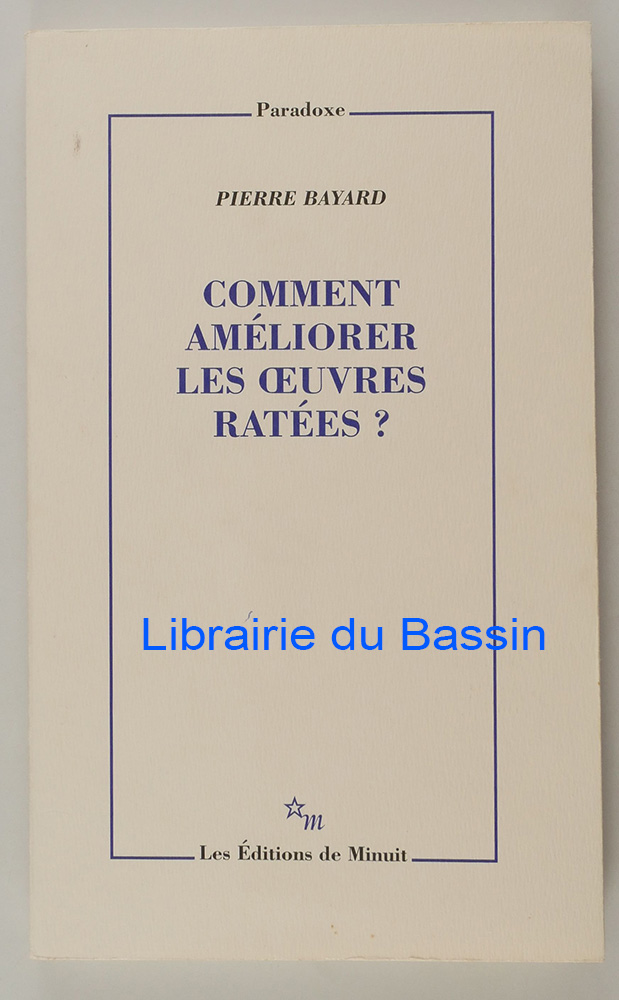 Paradoxe
PIERRE BAYARD
COMMENT
AMÉLIORER
LES ŒUVRES
RATÉES ?
Librairie du Bassin
m
Les Éditions de Minuit